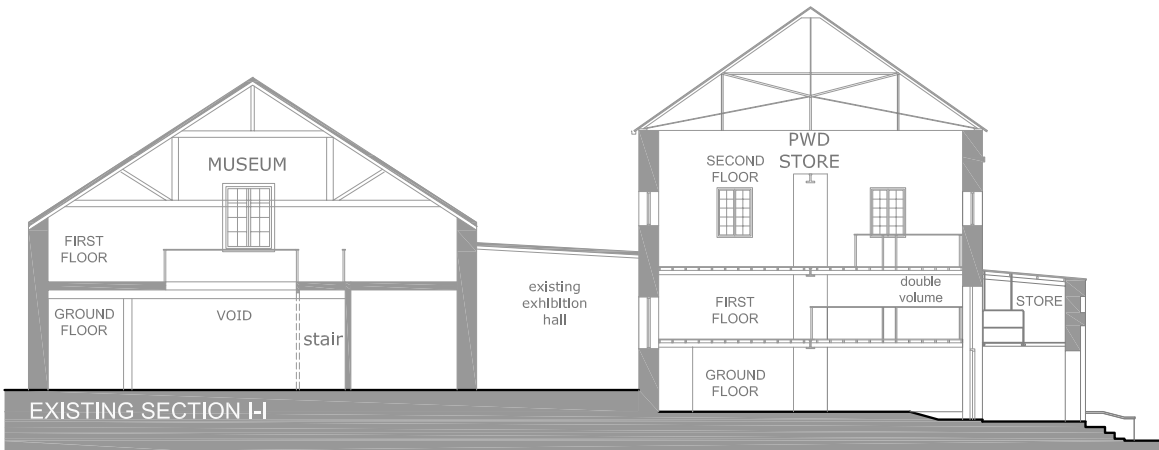 MUSEUM
FIRST
FLOOR
GROUND
FLOOR
VOID
stair
existing
exhibition
hall
PWD
STORE
SECOND
FLOOR
FIRST
FLOOR
double
volume
GROUND
FLOOR
STORE
EXISTING SECTION I-I